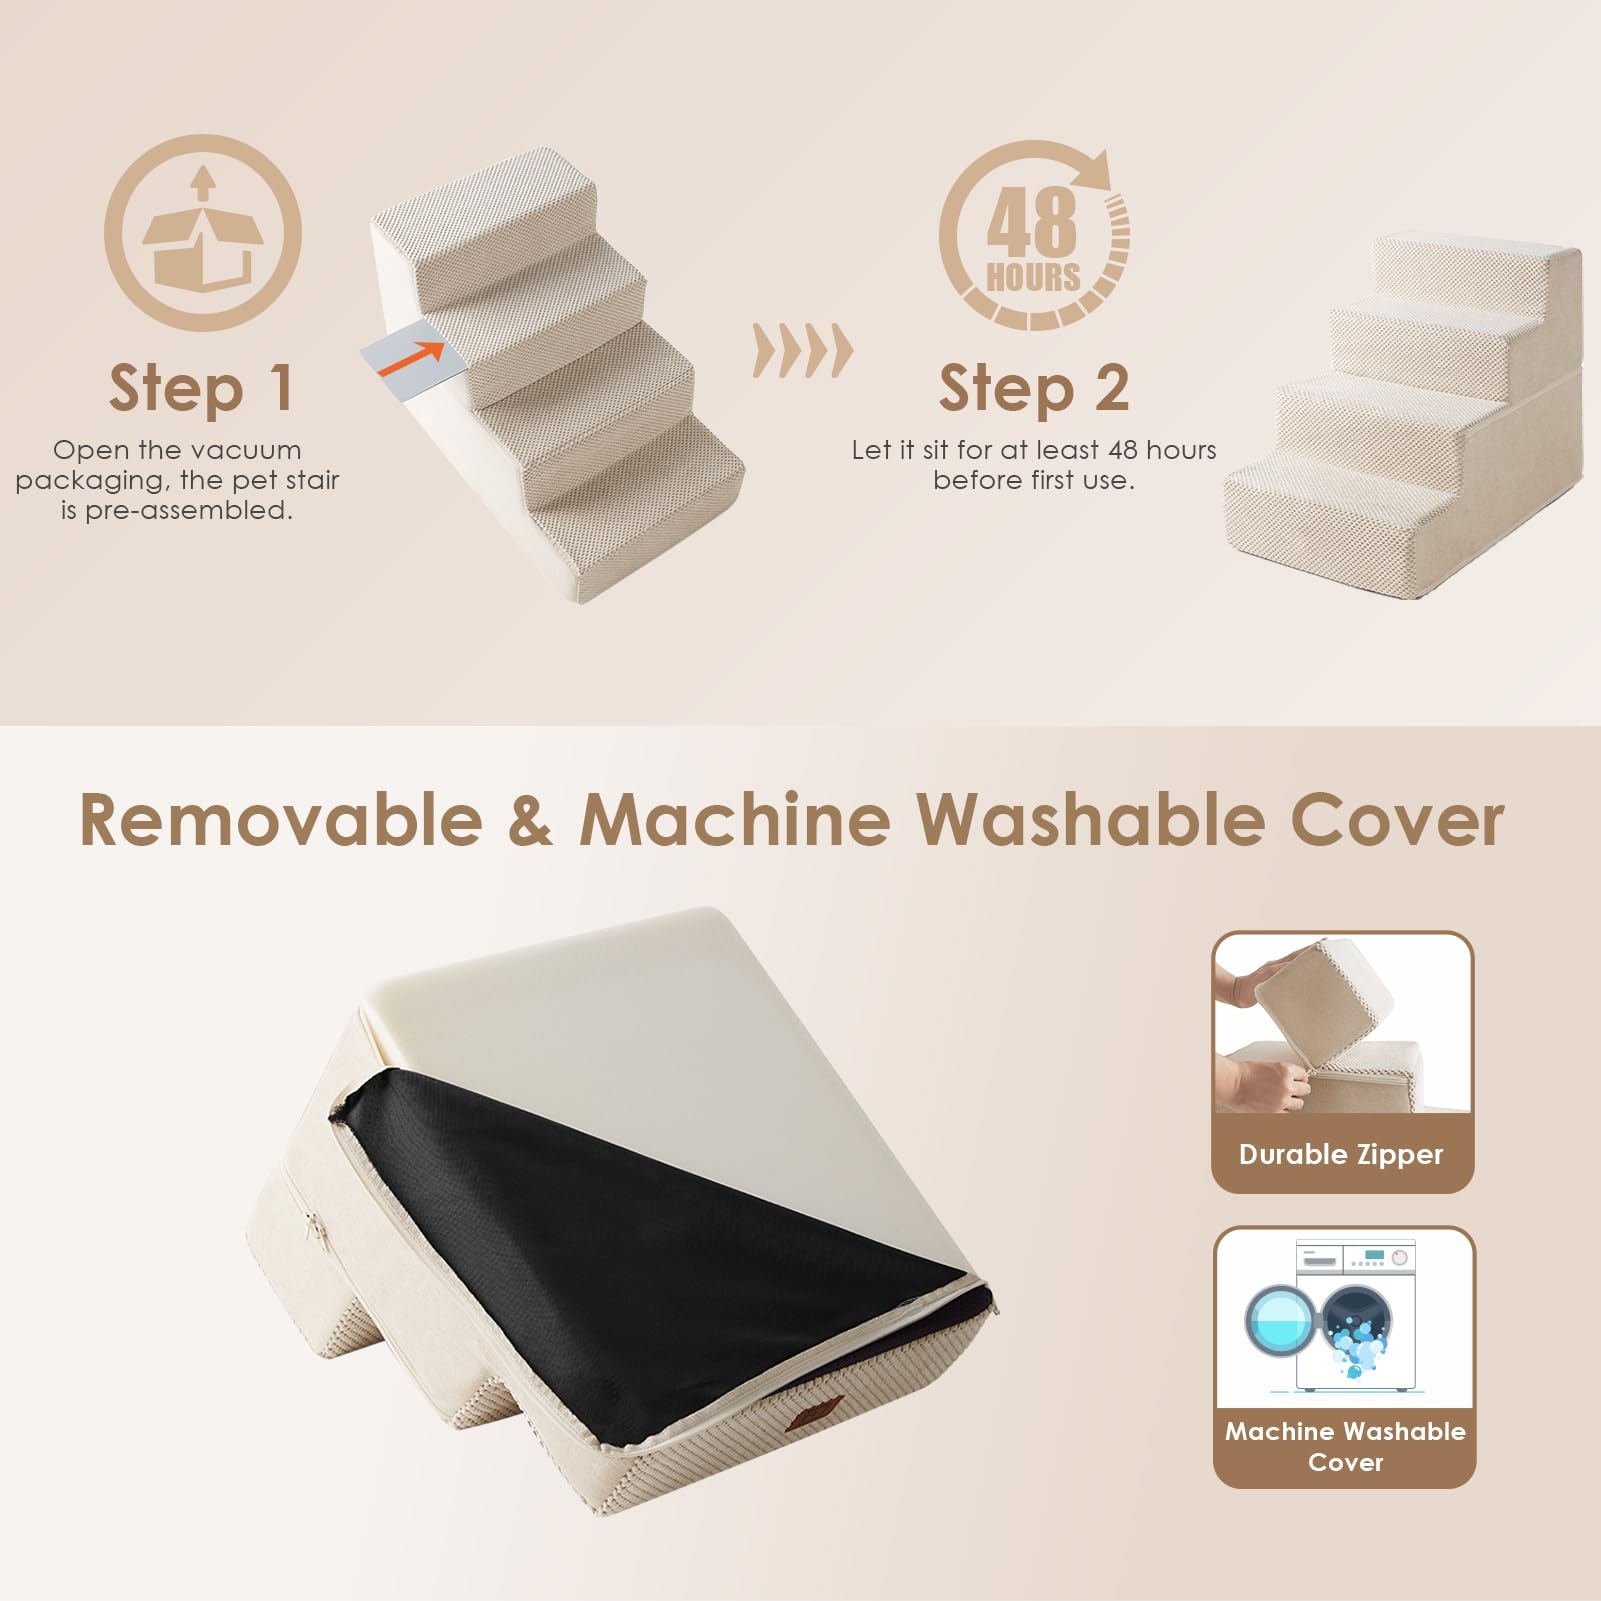 Step 1
Open the vacuum
packaging, the pet stair
is pre-assembled.
48
HOURS
Step 2
Let it sit for at least 48 hours
before first use.
Removable & Machine Washable Cover
Durable Zipper
Machine Washable
Cover